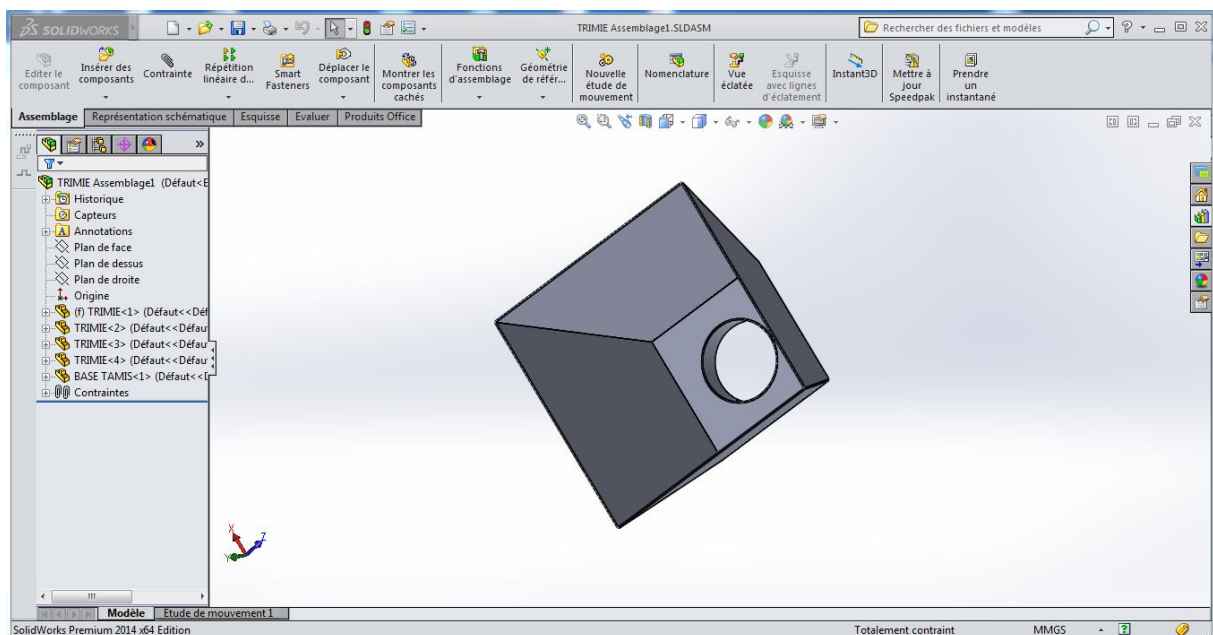 SOLIDWORKS
TRIMIE Assemblage1.SLDASM
Rechercher des fichiers et modèles
Editer le composant
Insérer des composants
Contrainte
Répétition linéaire d...
Smart Fasteners
Déplacer le composant
Montrer les composants cachés
Fonctions d'assemblage
Géométrie de référ...
Nouvelle étude de mouvement
Nomenclature
Vue éclatée
Esquisse avec lignes d'éclatement
Instant3D
Mettre à jour Speedpak
Prendre un instantané
Assemblage
Représentation schématique
Esquisse
Evaluer
Produits Office
TRIMIE Assemblage1 (Défaut<E
Historique
Capteurs
Annotations
Plan de face
Plan de dessus
Plan de droite
Origine
(f) TRIMIE<1> (Défaut<<Déf
TRIMIE<2> (Défaut<<Défau
TRIMIE<3> (Défaut<<Défau
TRIMIE<4> (Défaut<<Défau
BASE TAMIS<1> (Défaut<<D
Contraintes
X
Z
Y
Modèle
Etude de mouvement 1
SolidWorks Premium 2014 x64 Edition
Totalement contraint
MMGS